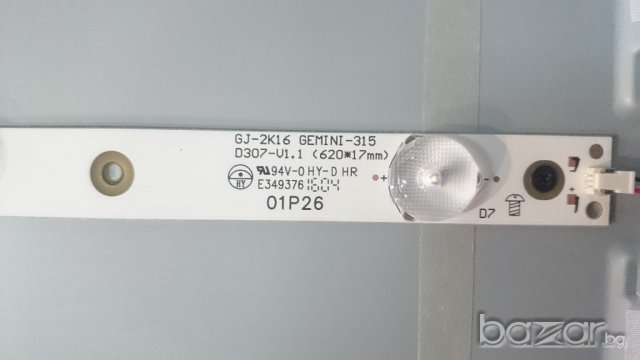 GJ-2K16 GEMINI-315
D307-V1.1 (620*17mm)
94V-0 HY-D HR
HY
E349376 1604
01P26
+
-
D7
bazar.bg